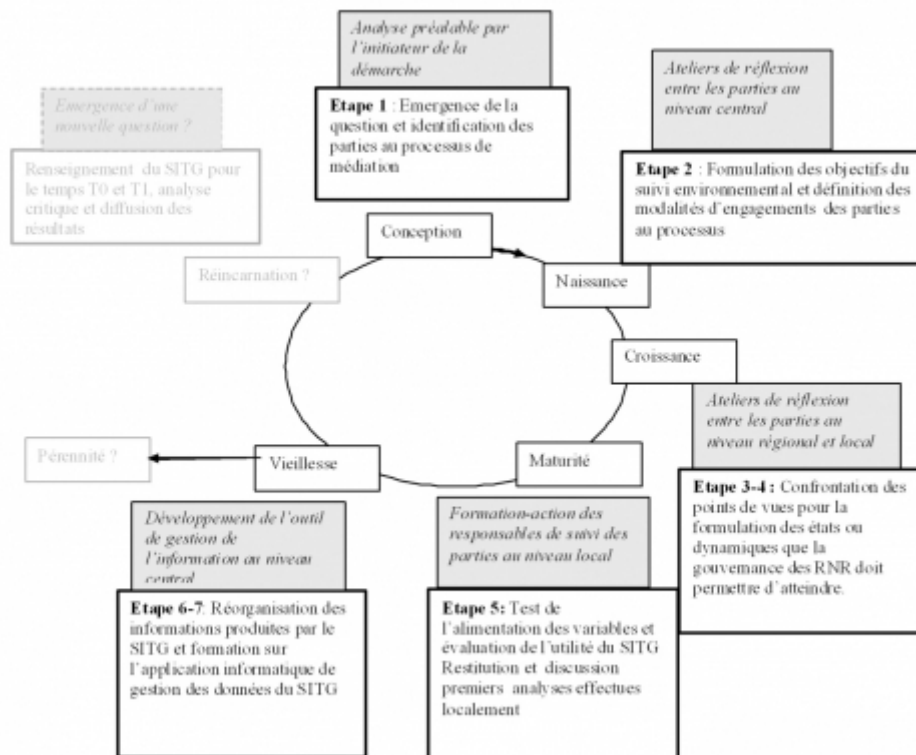 Analyse préalable par
l'initiateur de la
démarche
Etape 1 : Emergence de la
question et identification des
parties au processus de
médiation
Ateliers de réflexion
entre les parties au
niveau central
Etape 2 : Formulation des objectifs du
suivi environnemental et définition des
modalités d'engagements des parties
au processus
Emergence d'une
nouvelle question ?
Renseignement du SITG pour
le temps T0 et T1, analyse
critique et diffusion des
résultats
Conception
Réincarnation ?
Naissance
Croissance
Ateliers de réflexion
entre les parties au
niveau régional et local
Etape 3-4 : Confrontation des
points de vues pour la
formulation des états ou
dynamiques que la
gouvernance des RNR doit
permettre d'atteindre.
Pérennité ?
Vieillesse
Maturité
Développement de l'outil
de gestion de
l'information au niveau
central
Etape 6-7: Réorganisation des
informations produites par le
SITG et formation sur
l'application informatique de
gestion des données du SITG
Formation-action des
responsables de suivi des
parties au niveau local
Etape 5: Test de
l'alimentation des variables et
évaluation de l'utilité du SITG
Restitution et discussion
premiers analyses effectues
localement